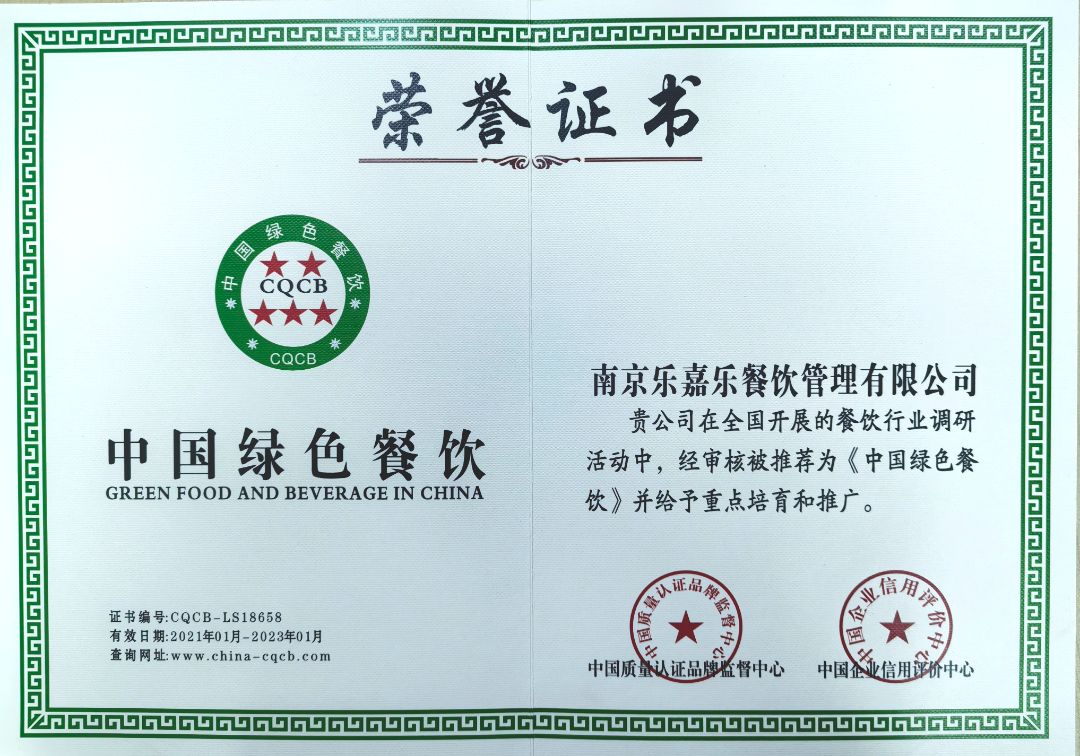 荣誉证书
中国绿色餐饮
CQCB
CQCB
中国绿色餐饮
GREEN FOOD AND BEVERAGE IN CHINA
证书编号:CQCB-LS18658
有效日期:2021年01月-2023年01月
查询网址:www.china-cqcb.com
南京乐嘉乐餐饮管理有限公司
贵公司在全国开展的餐饮行业调研
活动中，经审核被推荐为《中国绿色餐
饮》并给予重点培育和推广。
中国质量认证品牌监督中心
中国企业信用评价中心
中国质量认证品牌监督中心
中国企业信用评价中心